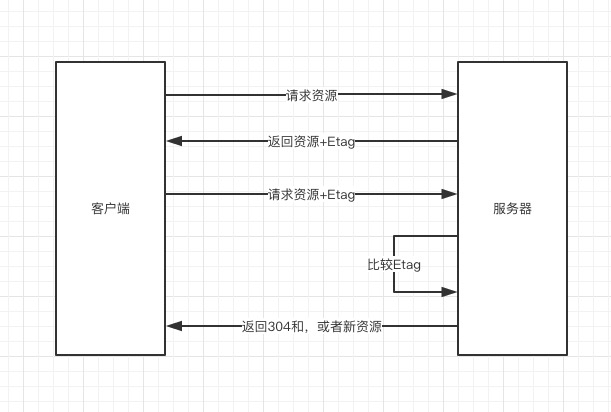 请求资源
返回资源+Etag
请求资源+Etag
客户端
服务器
比较Etag
返回304和，或者新资源